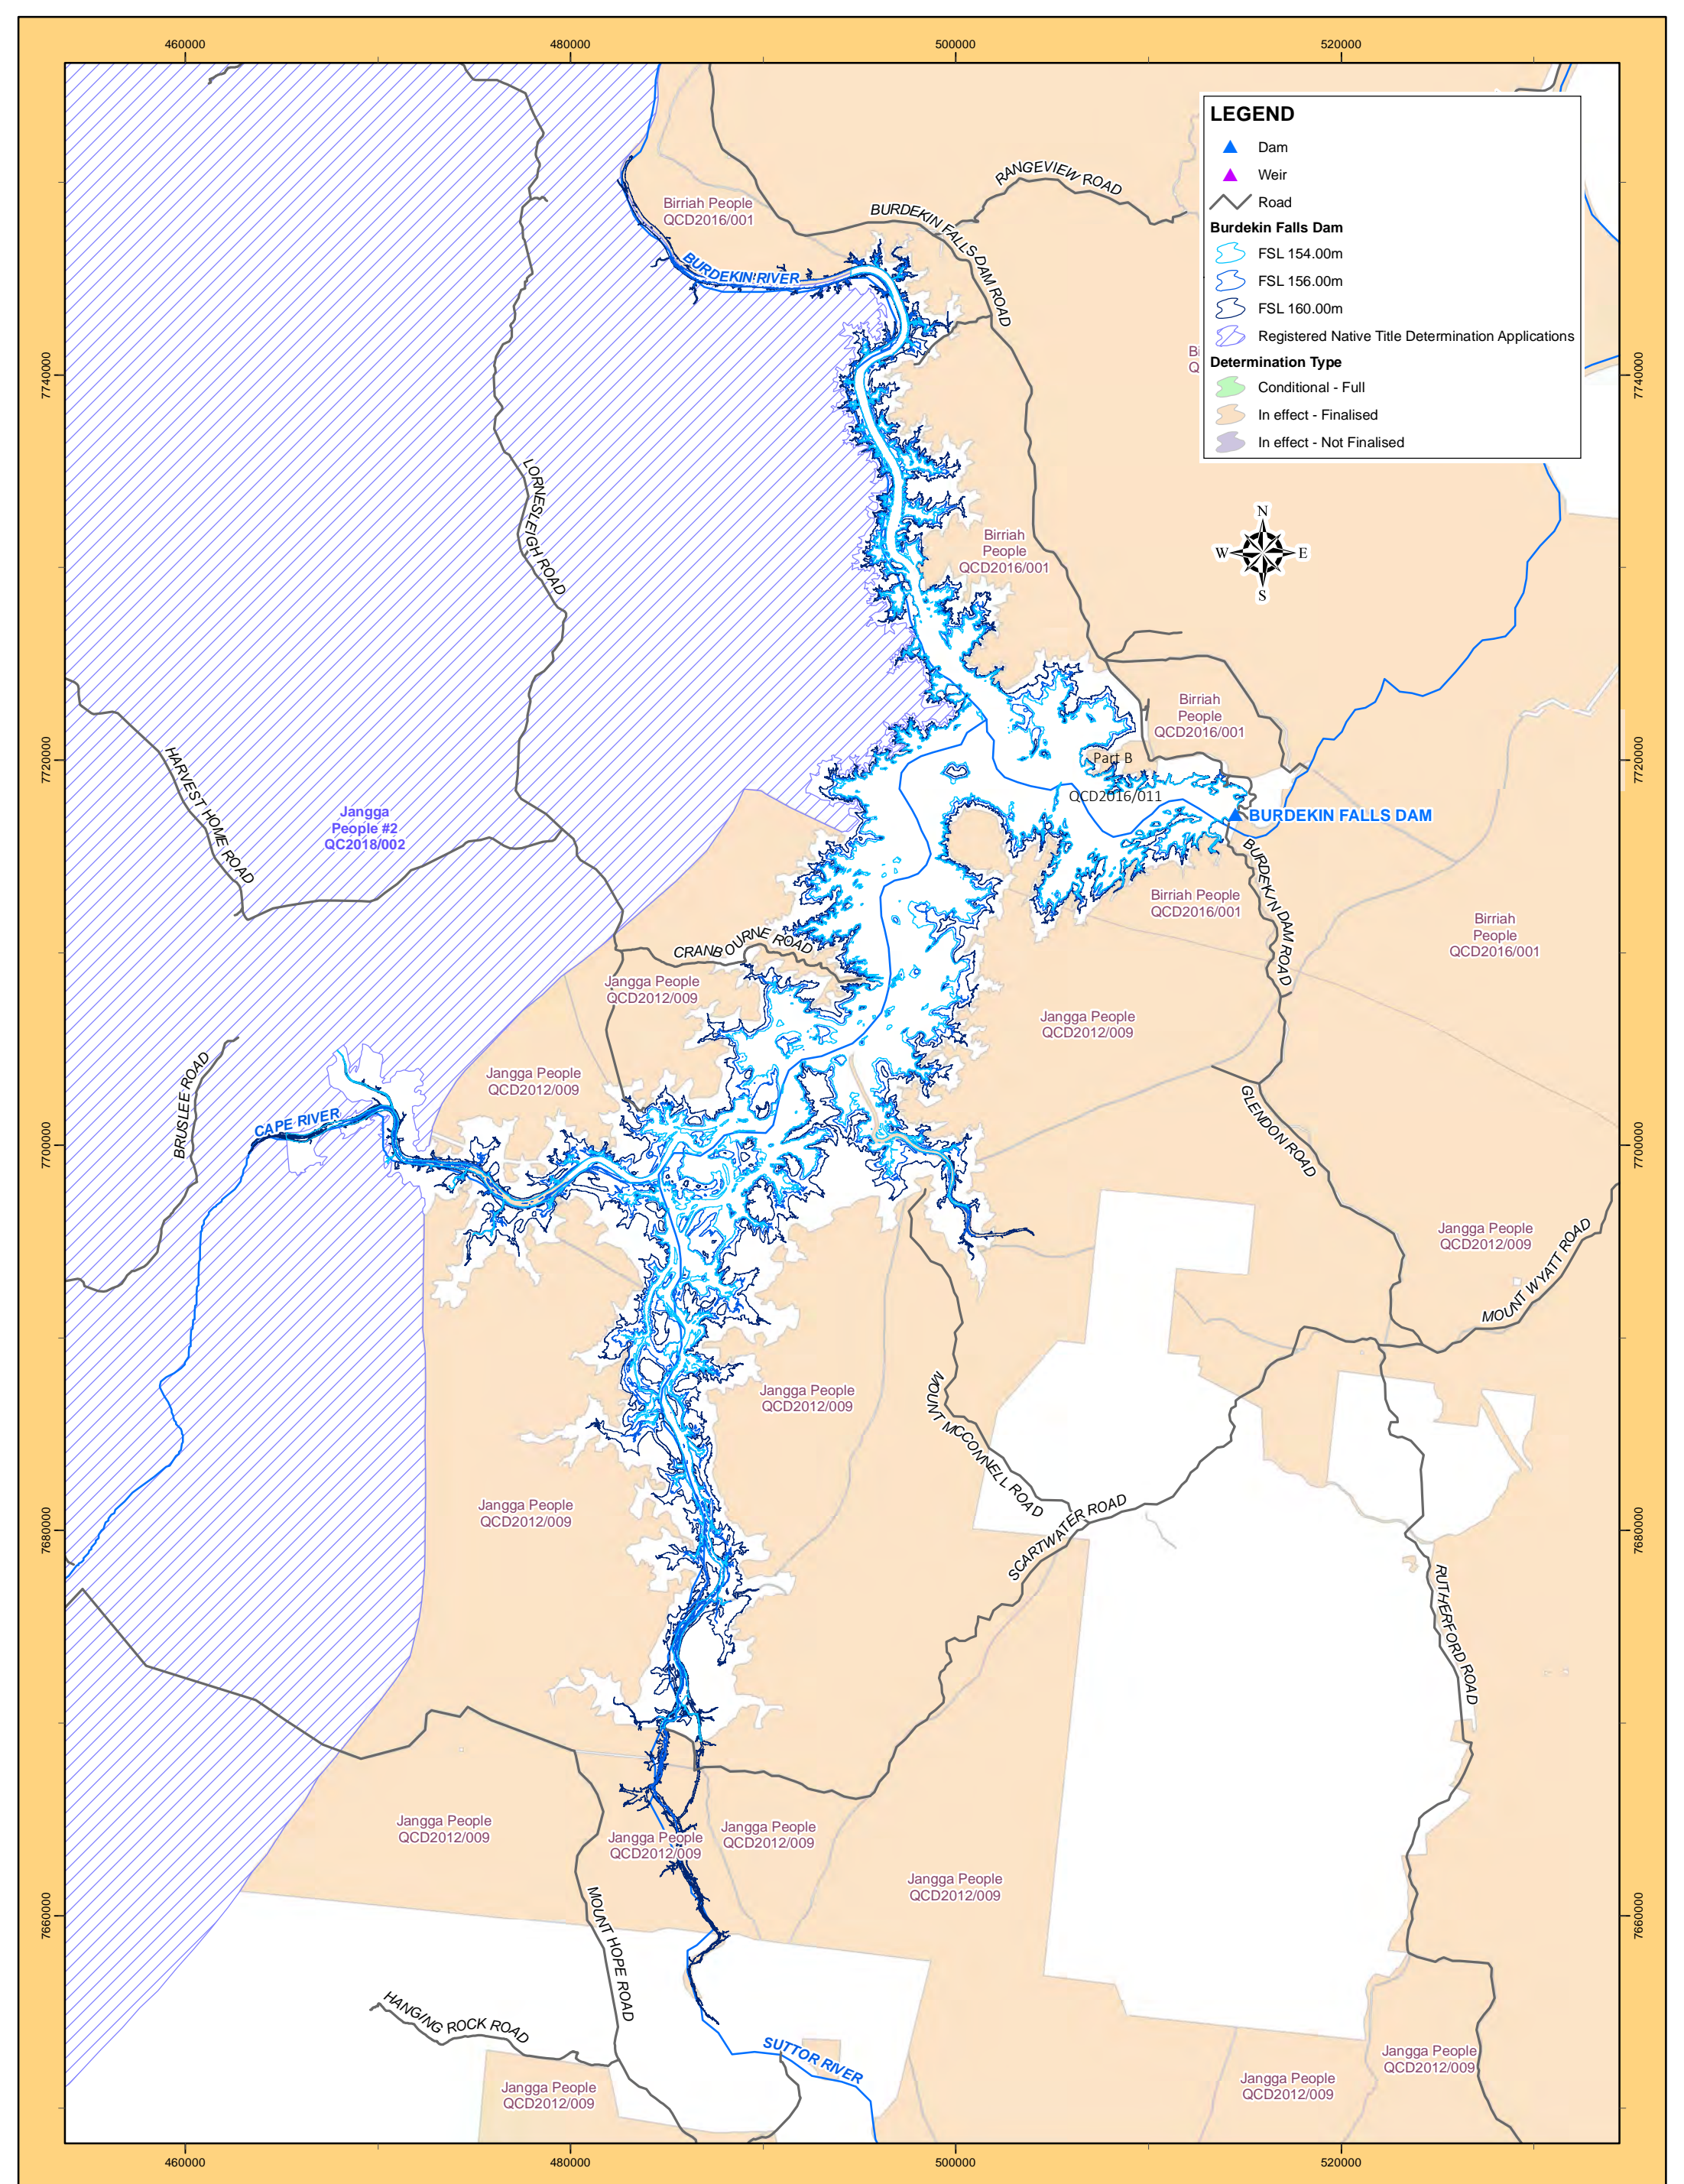 460000
480000
500000
520000
LEGEND
Dam
Weir
Road
Burdekin Falls Dam
FSL 154.00m
FSL 156.00m
FSL 160.00m
Registered Native Title Determination Applications
Determination Type
Conditional - Full
In effect - Finalised
In effect - Not Finalised
RANGEVIEW ROAD
Birriah People
QCD2016/001
BURDEKIN FALLS DAM ROAD
BURDEKIN RIVER
Bi
Q
7740000
7740000
LORNESLEIGH ROAD
N
W
E
S
Birriah
People
QCD2016/001
Birriah
People
QCD2016/001
7720000
7720000
Part B
QCD2016/011
HARVEST HOME ROAD
Jangga
People #2
QC2018/002
BURDEKIN FALLS DAM
BURDEKIN DAM ROAD
Birriah People
QCD2016/001
Birriah
People
QCD2016/001
CRANBOURNE ROAD
Jangga People
QCD2012/009
Jangga People
QCD2012/009
Jangga People
QCD2012/009
BRUSLEE ROAD
CAPE RIVER
GLENDON ROAD
7700000
7700000
Jangga People
QCD2012/009
MOUNT WYATT ROAD
Jangga People
QCD2012/009
MOUNT MCCONNELL ROAD
Jangga People
QCD2012/009
SCARTWATER ROAD
7680000
7680000
RUTHERFORD ROAD
Jangga People
QCD2012/009
Jangga People
QCD2012/009
Jangga People
QCD2012/009
Jangga People
QCD2012/009
7660000
7660000
MOUNT HOPE ROAD
HANGING ROCK ROAD
SUTTOR RIVER
Jangga People
QCD2012/009
Jangga People
QCD2012/009
Jangga People
QCD2012/009
460000
480000
500000
520000